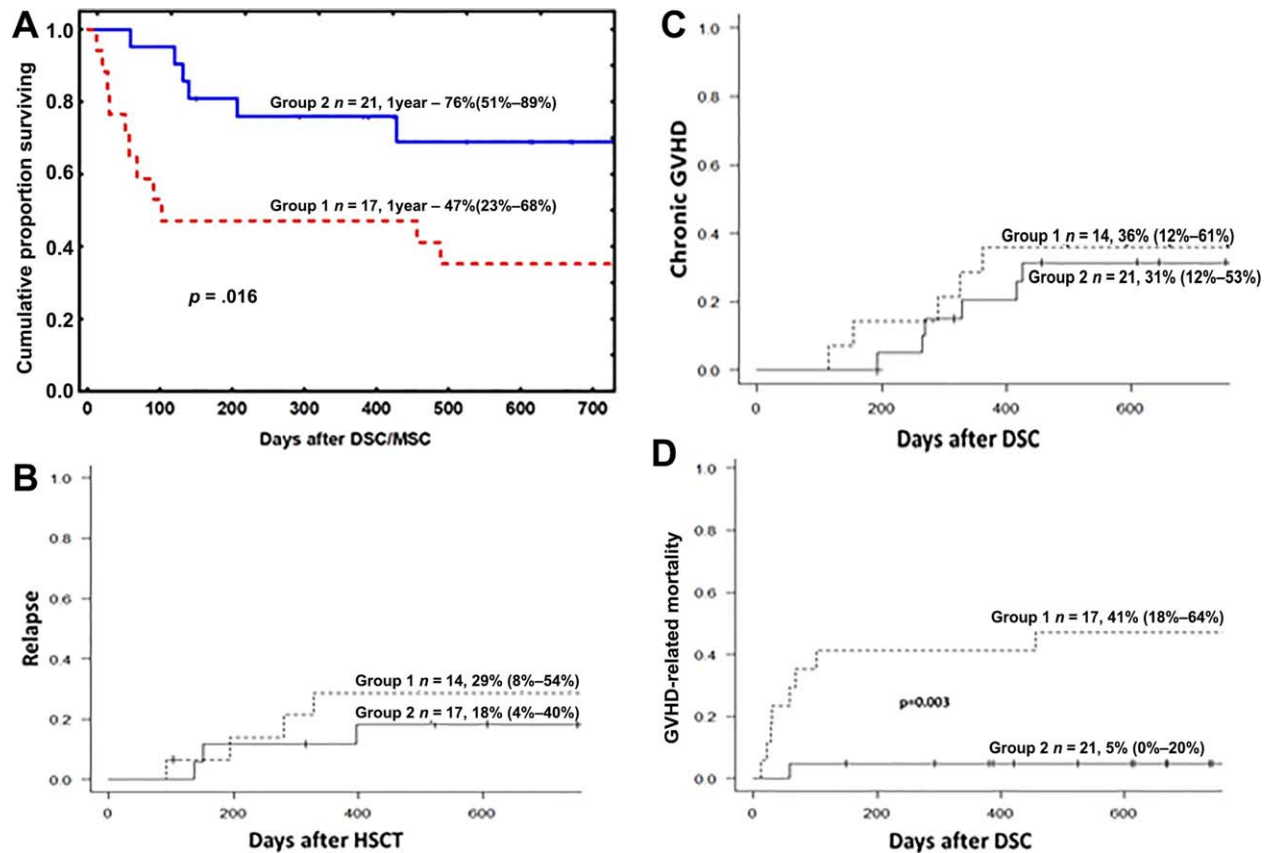 A
Cumulative proportion surviving
1.0
0.8
0.6
0.4
0.2
0.0
Group 2 n = 21, 1year – 76%(51%–89%)
Group 1 n = 17, 1year – 47%(23%–68%)
p = .016
0 100 200 300 400 500 600 700
Days after DSC/MSC
B
Relapse
1.0
0.8
0.6
0.4
0.2
0.0
Group 1 n = 14, 29% (8%–54%)
Group 2 n = 17, 18% (4%–40%)
0 200 400 600
Days after HSCT
C
Chronic GVHD
1.0
0.8
0.6
0.4
0.2
0.0
Group 1 n = 14, 36% (12%–61%)
Group 2 n = 21, 31% (12%–53%)
0 200 400 600
Days after DSC
D
GVHD-related mortality
1.0
0.8
0.6
0.4
0.2
0.0
Group 1 n = 17, 41% (18%–64%)
p=0.003
Group 2 n = 21, 5% (0%–20%)
0 200 400 600
Days after DSC